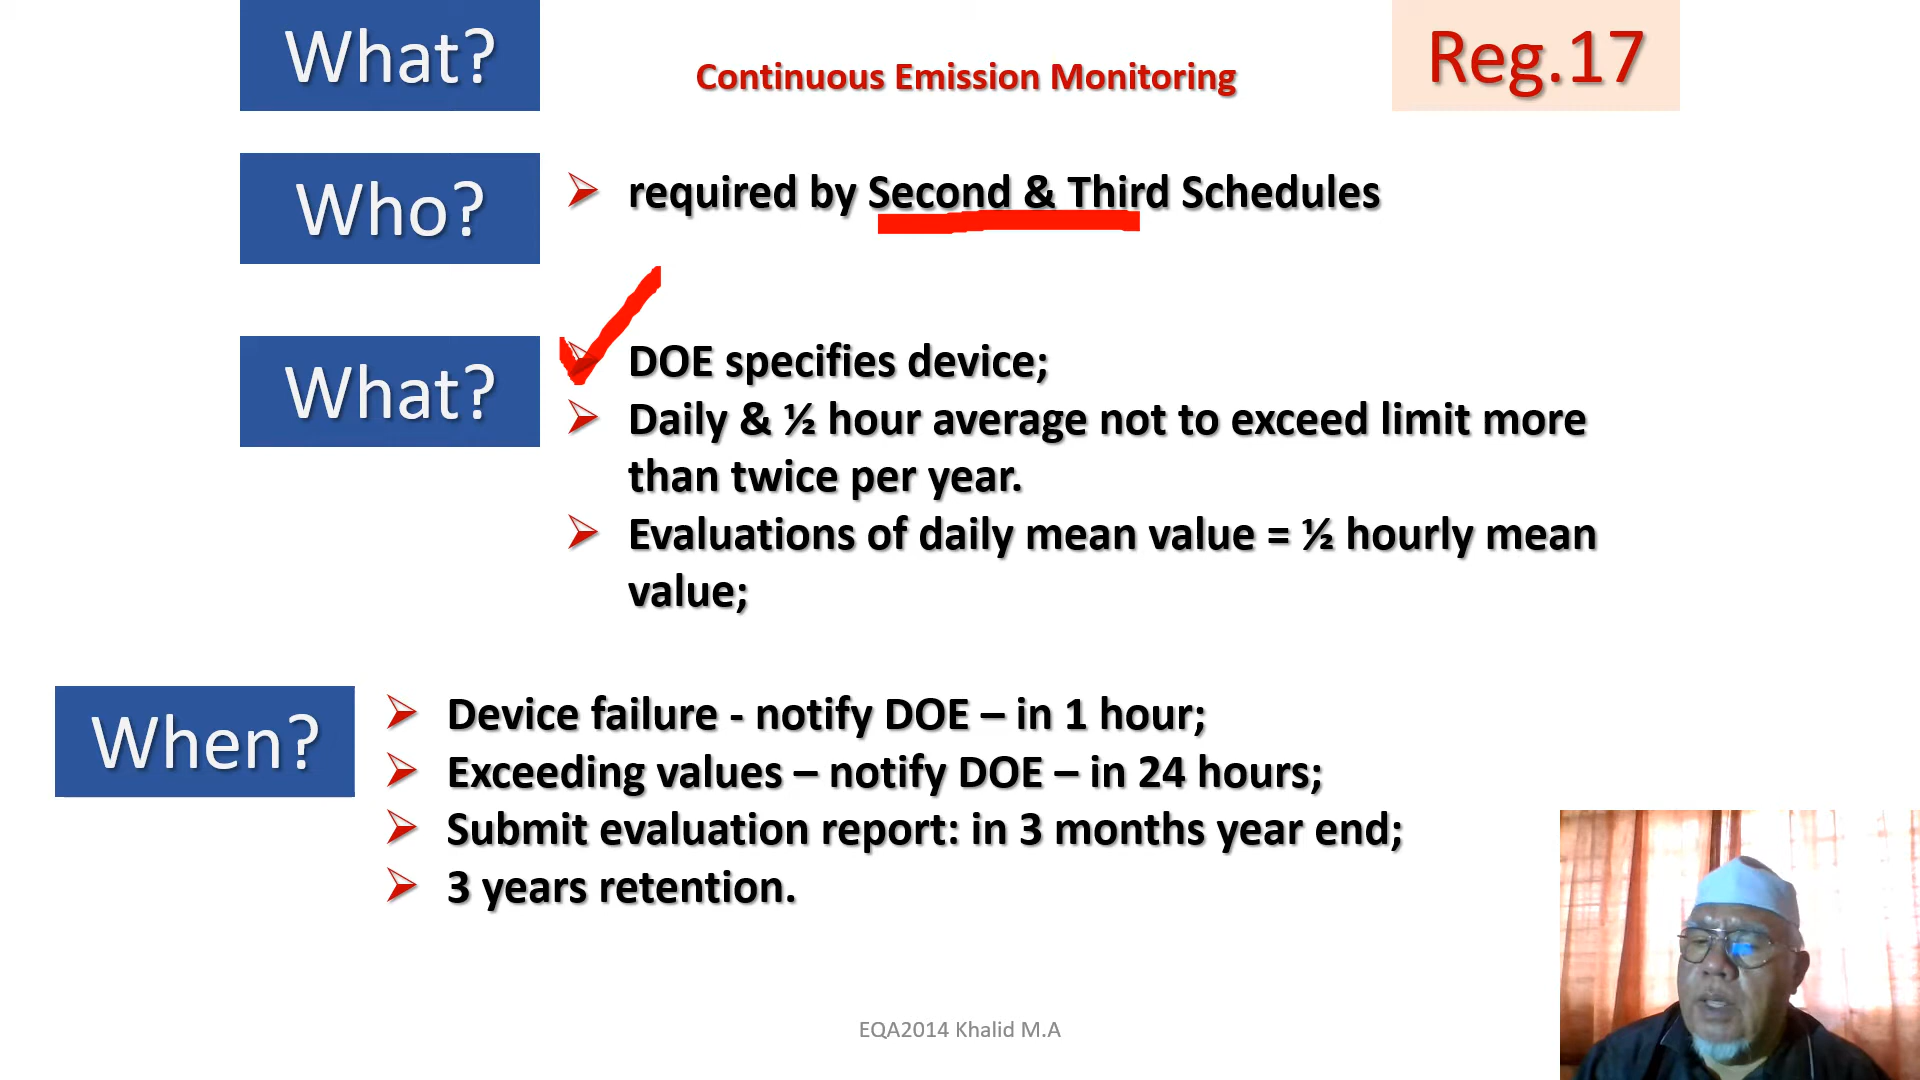 What?
Continuous Emission Monitoring
Reg.17
Who?
required by Second & Third Schedules
What?
DOE specifies device;
Daily & ½ hour average not to exceed limit more
than twice per year.
Evaluations of daily mean value = ½ hourly mean
value;
When?
Device failure - notify DOE – in 1 hour;
Exceeding values – notify DOE – in 24 hours;
Submit evaluation report: in 3 months year end;
3 years retention.
EQA2014 Khalid M.A